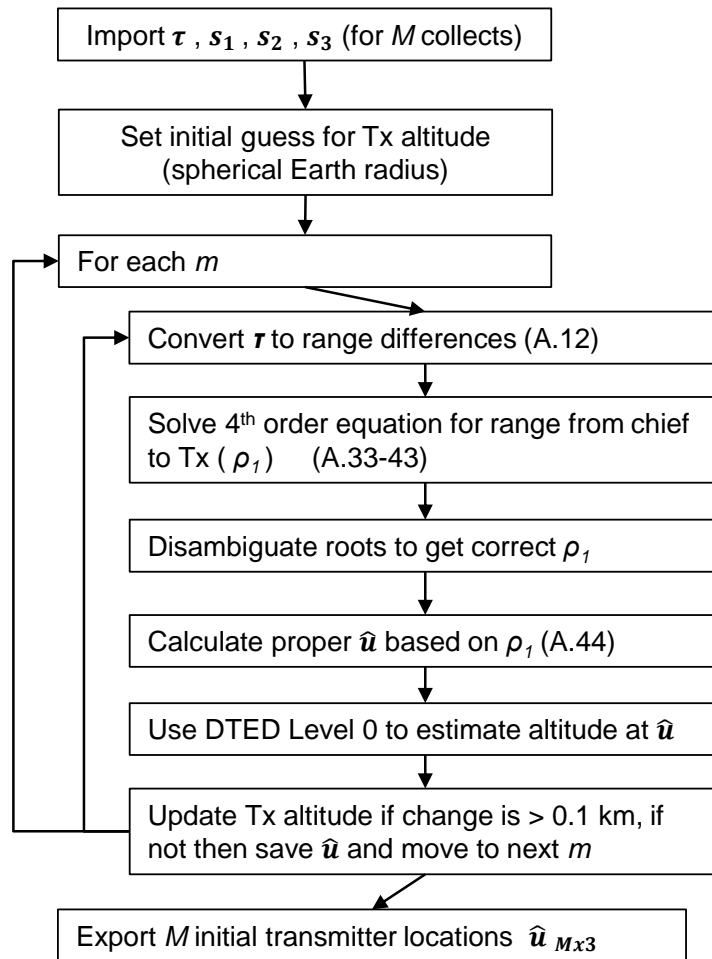 Import τ , s₁ , s₂ , s₃ (for M collects)
Set initial guess for Tx altitude
(spherical Earth radius)
For each m
Convert τ to range differences (A.12)
Solve 4th order equation for range from chief
to Tx ( ρ₁ ) (A.33-43)
Disambiguate roots to get correct ρ₁
Calculate proper û based on ρ₁ (A.44)
Use DTED Level 0 to estimate altitude at û
Update Tx altitude if change is > 0.1 km, if
not then save û and move to next m
Export M initial transmitter locations û Mx3